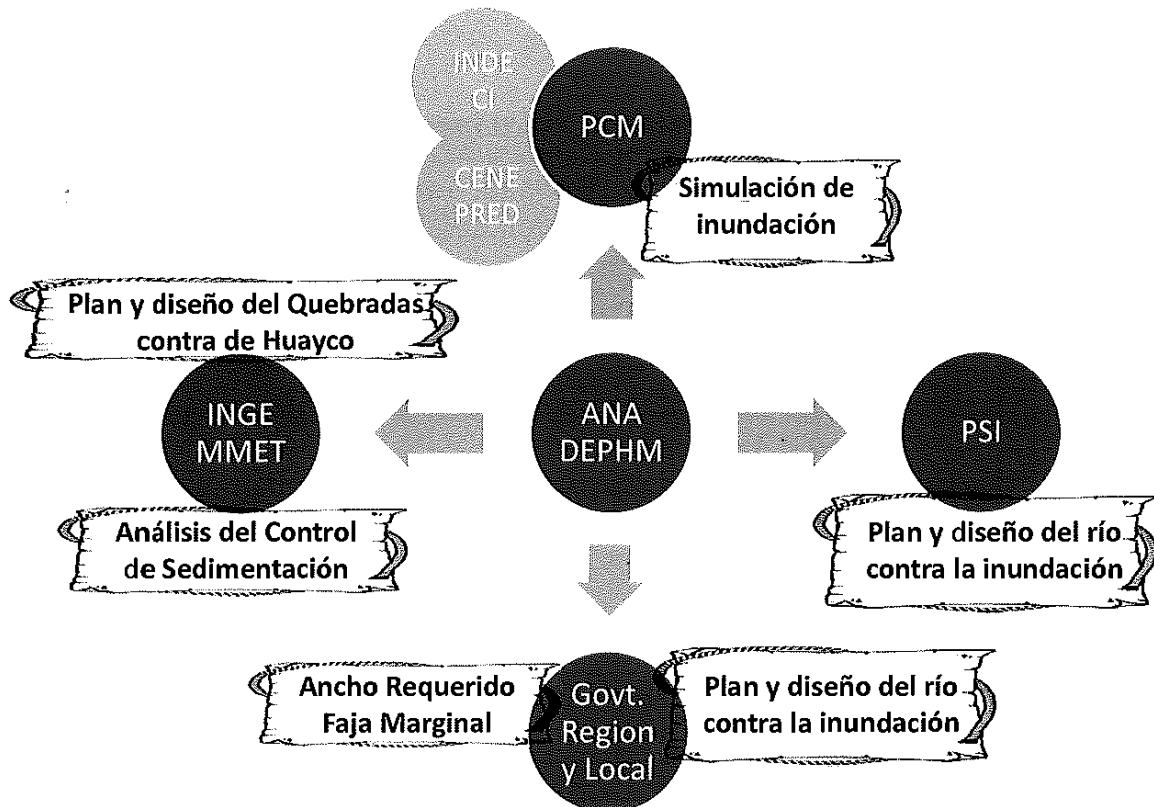 INDE
CI
PCM
CENE
PRED
Simulación de
inundación
Plan y diseño del Quebradas
contra de Huayco
INGE
MMET
ANA
DEPHM
PSI
Análisis del Control
de Sedimentación
Plan y diseño del río
contra la inundación
Ancho Requerido
Faja Marginal
Govt.
Region
y Local
Plan y diseño del río
contra la inundación